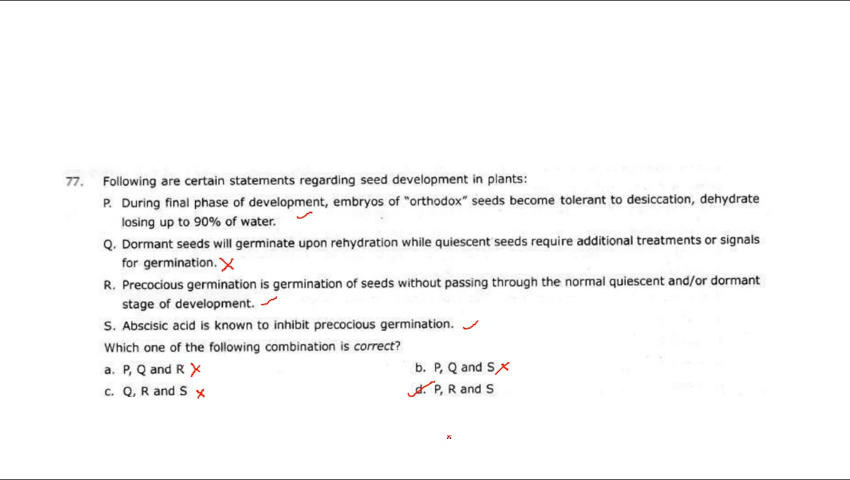 77. Following are certain statements regarding seed development in plants:
P. During final phase of development, embryos of "orthodox" seeds become tolerant to desiccation, dehydrate
losing up to 90% of water.
Q. Dormant seeds will germinate upon rehydration while quiescent seeds require additional treatments or signals
for germination.
R. Precocious germination is germination of seeds without passing through the normal quiescent and/or dormant
stage of development.
S. Abscisic acid is known to inhibit precocious germination.
Which one of the following combination is correct?
a. P, Q and R
b. P, Q and S
c. Q, R and S
d. P, R and S